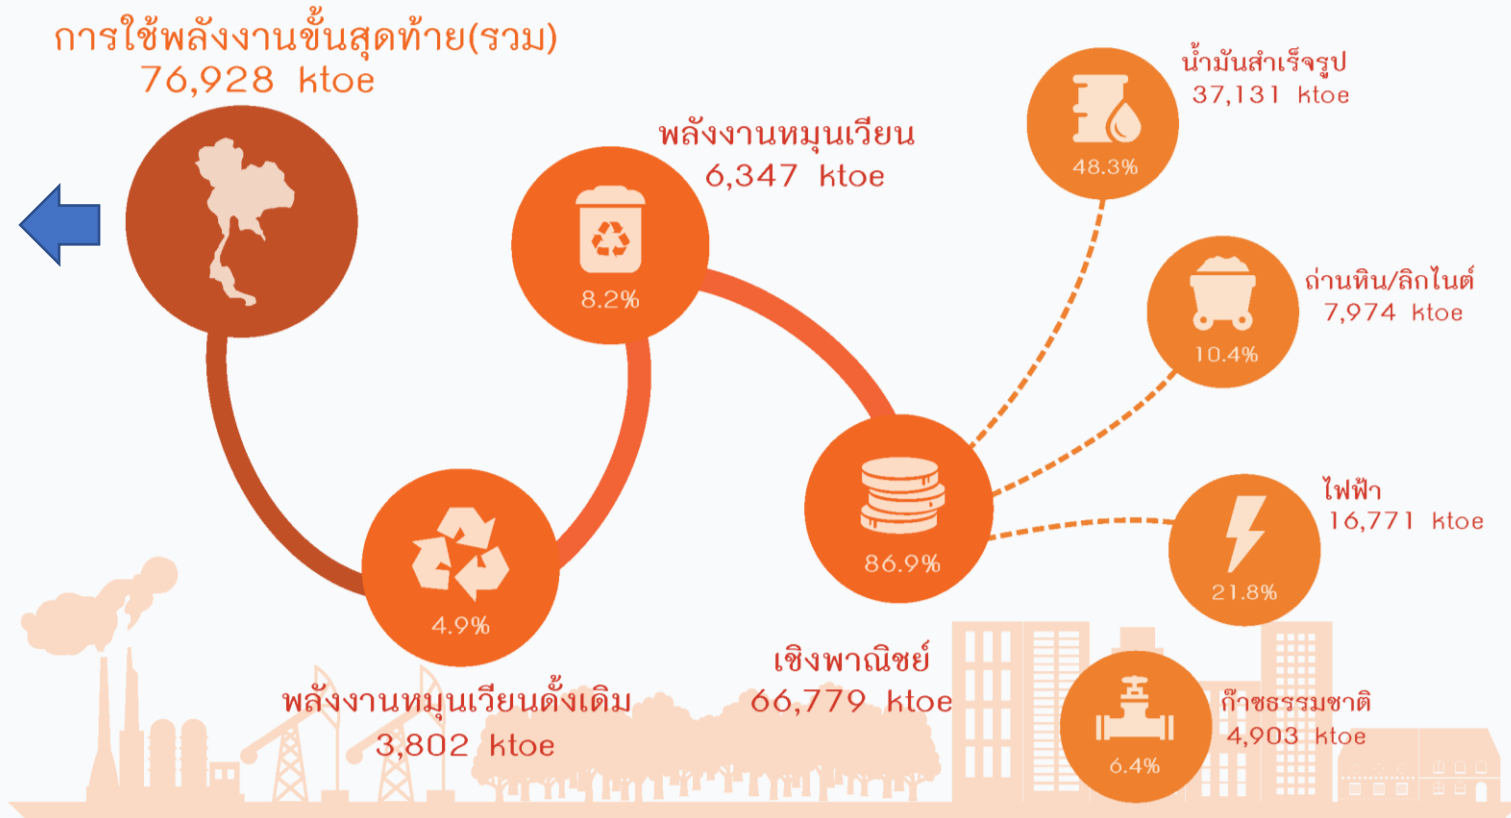 การใช้พลังงานขั้นสุดท้าย(รวม)
76,928 ktoe
พลังงานหมุนเวียน
6,347 ktoe
8.2%
4.9%
พลังงานหมุนเวียนดั้งเดิม
3,802 ktoe
86.9%
เชิงพาณิชย์
66,779 ktoe
น้ำมันสำเร็จรูป
37,131 ktoe
48.3%
ถ่านหิน/ลิกไนต์
7,974 ktoe
10.4%
ไฟฟ้า
16,771 ktoe
21.8%
ก๊าซธรรมชาติ
4,903 ktoe
6.4%